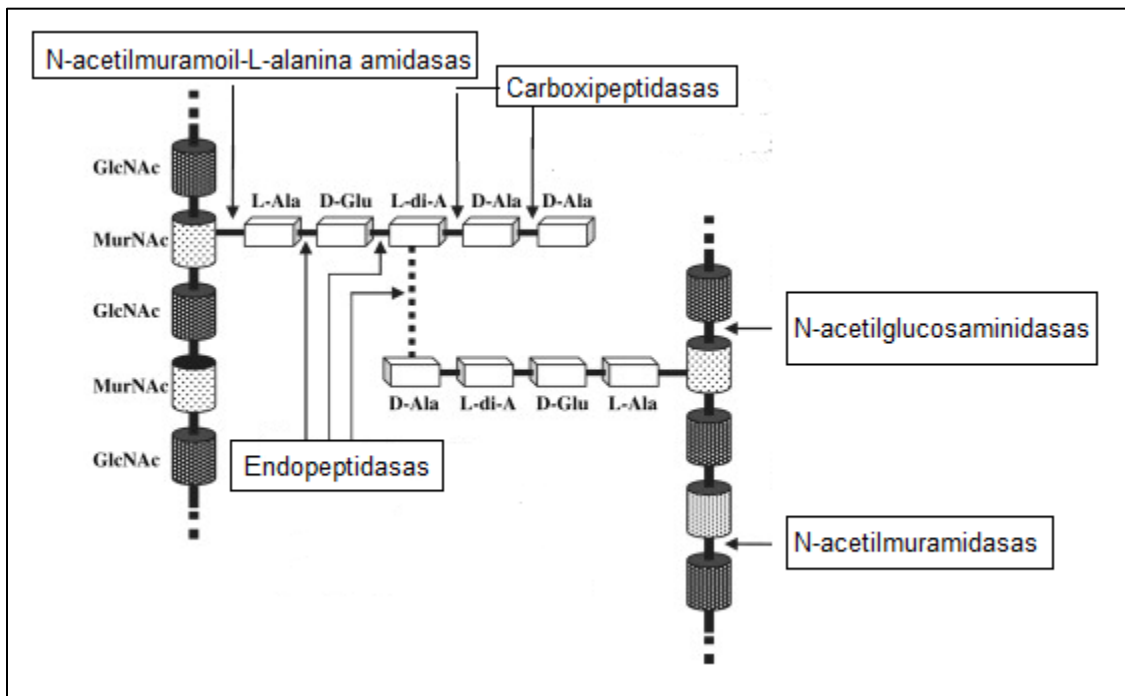 N-acetilmuramoil-L-alanina amidasas
Carboxipeptidasas
GlcNAc
L-Ala D-Glu L-di-A D-Ala D-Ala
MurNAc
GlcNAc
N-acetilglucosaminidasas
MurNAc
D-Ala L-di-A D-Glu L-Ala
GlcNAc
Endopeptidasas
N-acetilmuramidasas